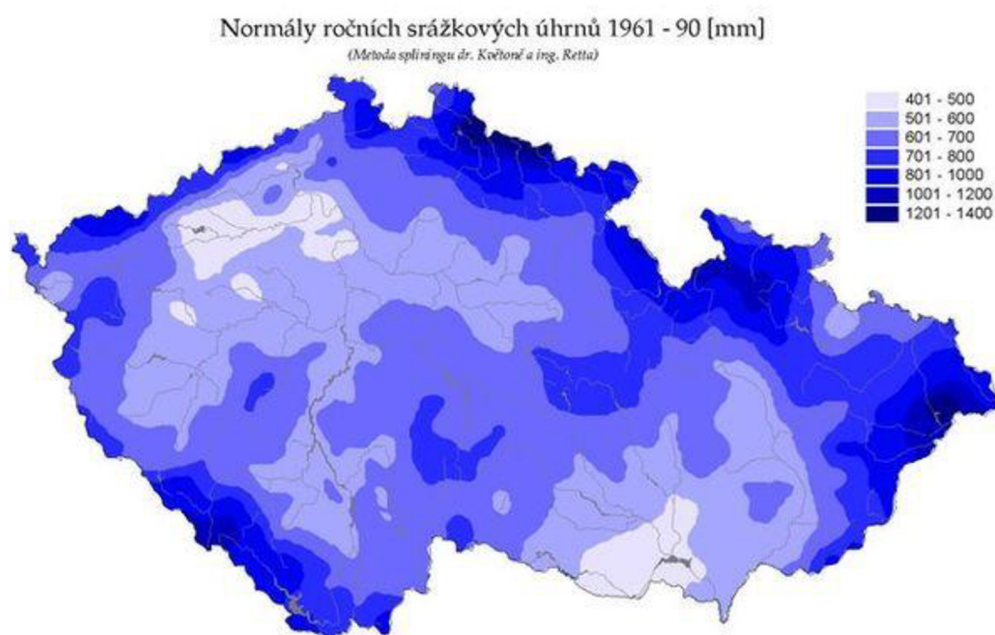 Normály ročních srážkových úhrnů 1961 - 90 [mm]
(Metoda spliningu dr. Květoně a ing. Retta)
401 - 500
501 - 600
601 - 700
701 - 800
801 - 1000
1001 - 1200
1201 - 1400